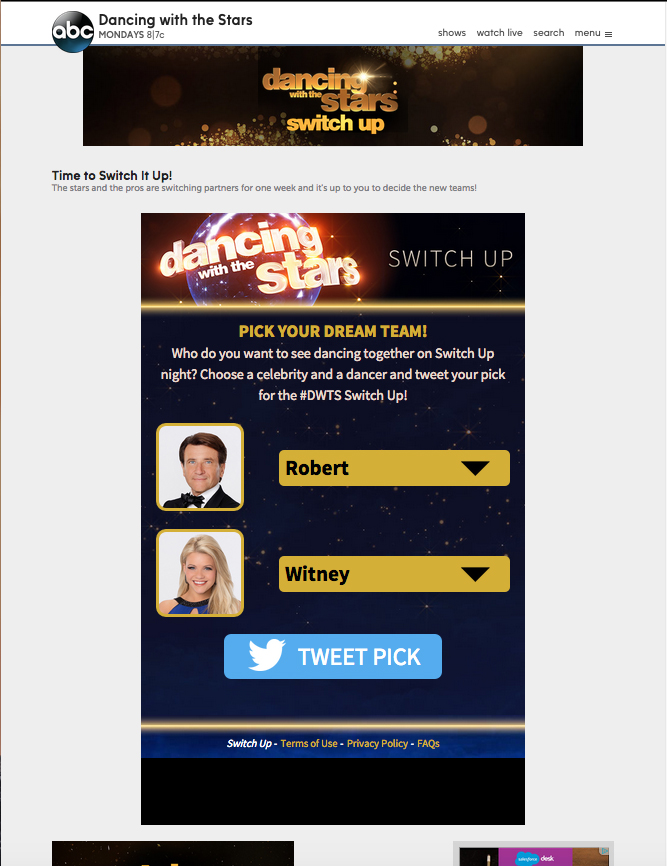 abc
Dancing with the Stars
MONDAYS 8|7c
shows watch live search menu
dancing
with the
stars
switch up
Time to Switch It Up!
The stars and the pros are switching partners for one week and it's up to you to decide the new teams!
dancing
with the
stars
SWITCH UP
PICK YOUR DREAM TEAM!
Who do you want to see dancing together on Switch Up
night? Choose a celebrity and a dancer and tweet your pick
for the #DWTS Switch Up!
Robert
Witney
TWEET PICK
Switch Up - Terms of Use - Privacy Policy - FAQs
salesforce desk